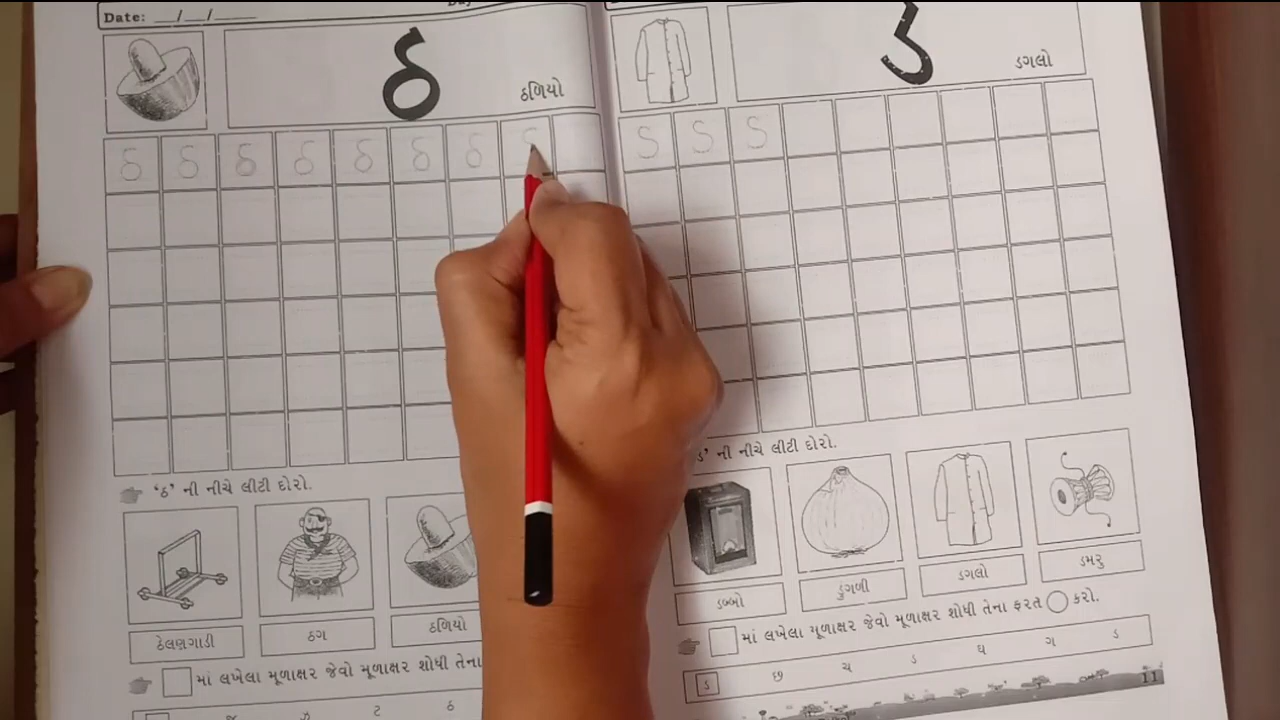 Date: __/__/____
ઠ
ઠળિયો
ઠ ઠ ઠ ઠ ઠ ઠ ઠ
'ઠ' ની નીચે લીટી દોરો.
ઠેલણગાડી ઠગ ઠળિયો
માં લખેલા મૂળાક્ષર જેવો મૂળાક્ષર શોધી તેના
ટ ઠ
ડ
ડગલો
ડ ડ ડ
ડ' ની નીચે લીટી દોરો.
ડબ્બો ડુંગળી ડગલો ડમરુ
માં લખેલા મૂળાક્ષર જેવો મૂળાક્ષર શોધી તેના ફરતે ◯ કરો.
ડ છ ચ ડ ઘ ગ ડ
11